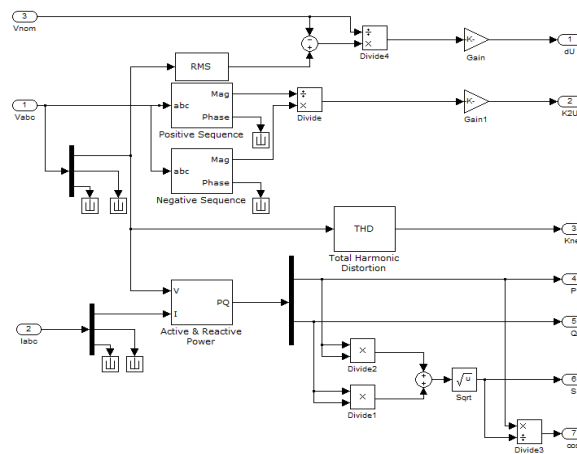 3
Vnom
÷
×
Divide4
K-
Gain
1
dU
−
+
RMS
1
Vabc
abc
Mag
Phase
Positive Sequence
÷
×
Divide
K-
Gain1
2
K2U
abc
Mag
Phase
Negative Sequence
THD
Total Harmonic
Distortion
3
V
I
PQ
Active & Reactive
Power
4
P
2
Iabc
5
Q
×
Divide2
×
Divide1
+
+
√u
Sqrt
6
S
×
÷
Divide3
7